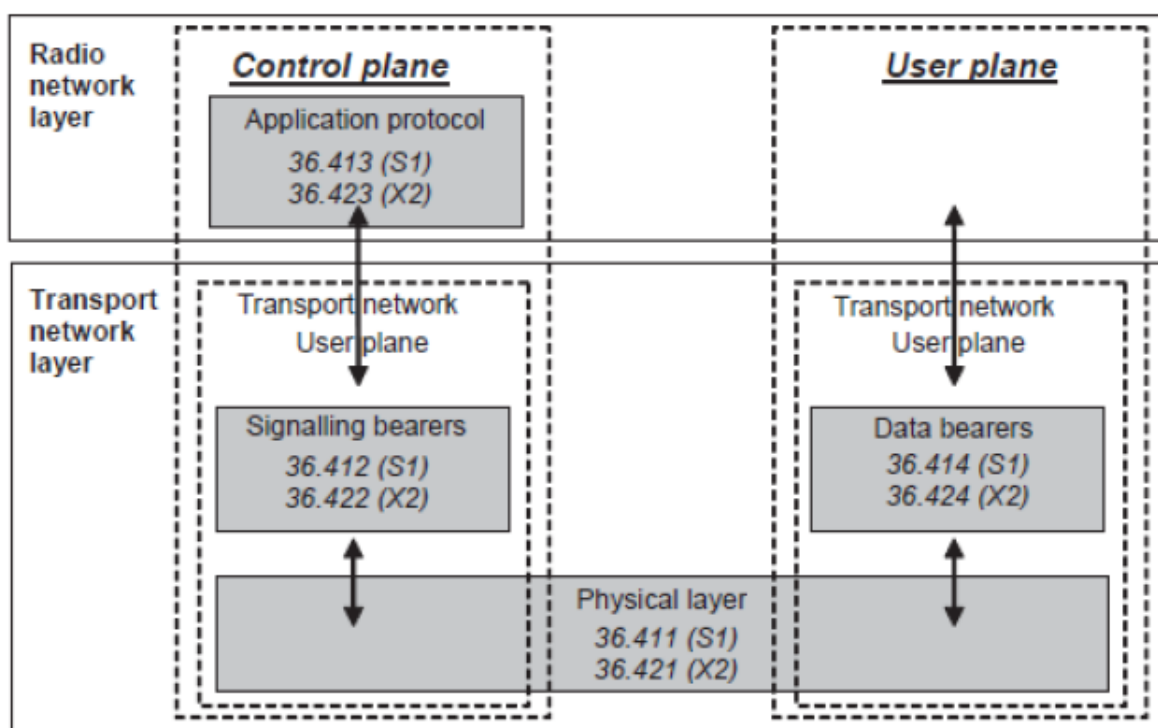 Radio
network
layer
Control plane
User plane
Application protocol
36.413 (S1)
36.423 (X2)
Transport
network
layer
Transport network
User plane
Transport network
User plane
Signalling bearers
36.412 (S1)
36.422 (X2)
Data bearers
36.414 (S1)
36.424 (X2)
Physical layer
36.411 (S1)
36.421 (X2)